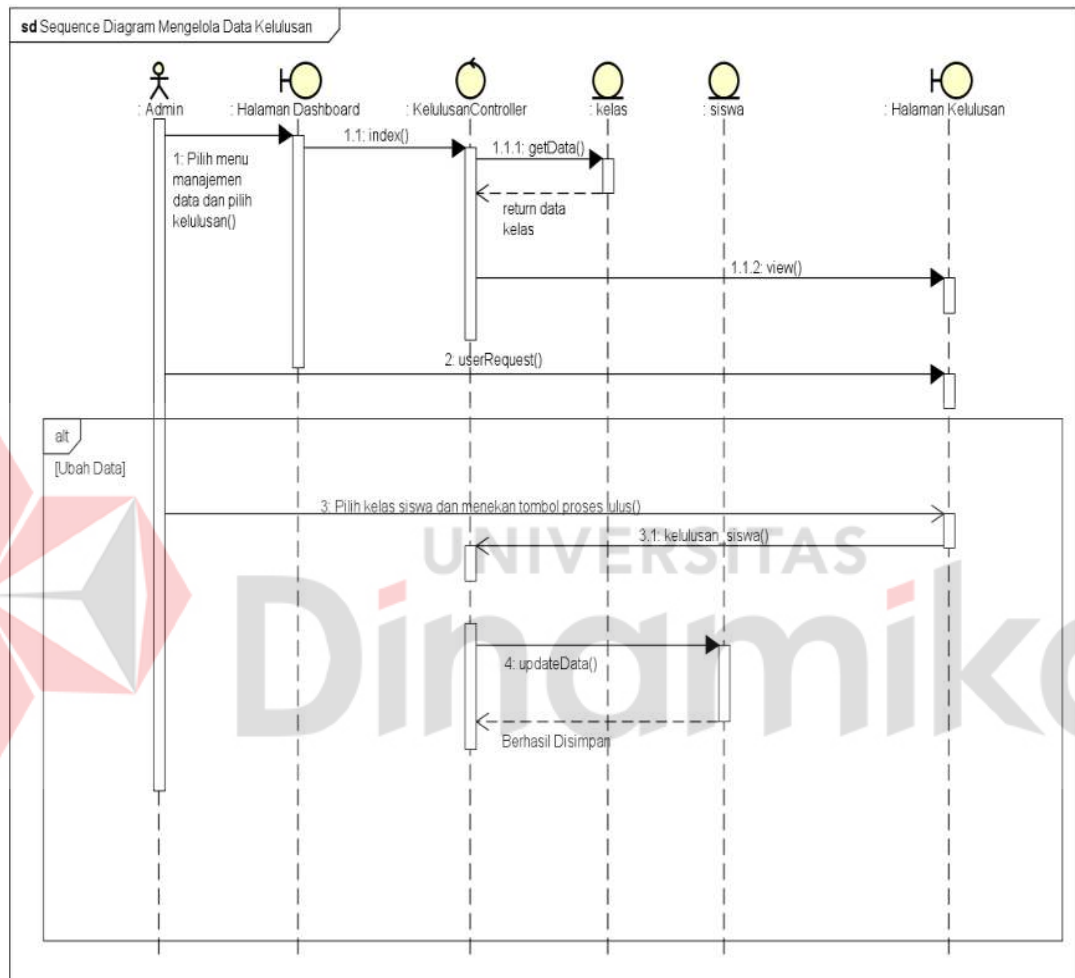 sd Sequence Diagram Mengelola Data Kelulusan
: Admin
: Halaman Dashboard
: KelulusanController
: kelas
: siswa
: Halaman Kelulusan
1: Pilih menu
manajemen
data dan pilih
kelulusan()
1.1: index()
1.1.1: getData()
return data
kelas
1.1.2: view()
2: userRequest()
alt
[Ubah Data]
3: Pilih kelas siswa dan menekan tombol proses lulus()
3.1: kelulusan_siswa()
UNIVERSITAS
Dinamika
4: updateData()
Berhasil Disimpan